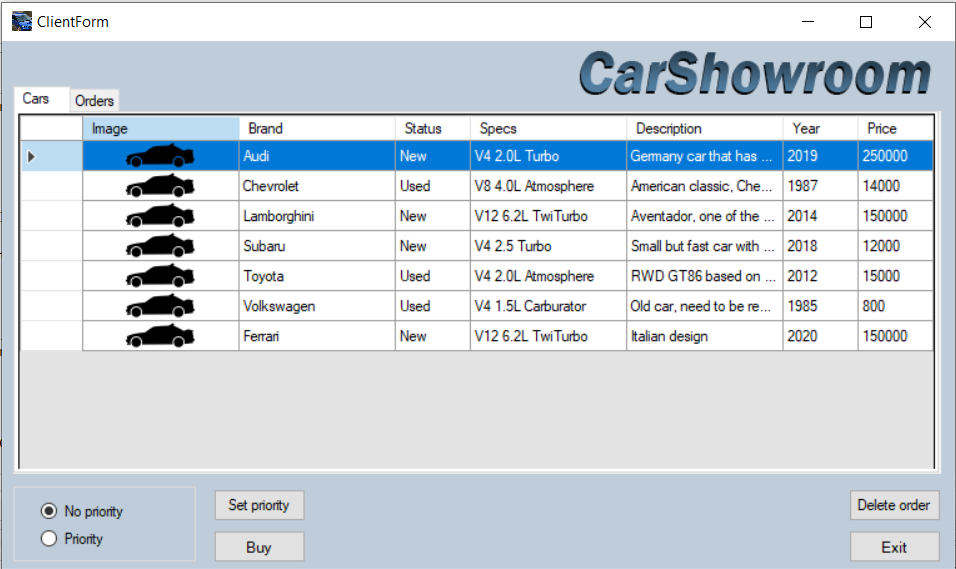 ClientForm
CarShowroom
Cars Orders
Image Brand Status Specs Description Year Price
Audi New V4 2.0L Turbo Germany car that has ... 2019 250000
Chevrolet Used V8 4.0L Atmosphere American classic, Che... 1987 14000
Lamborghini New V12 6.2L TwiTurbo Aventador, one of the ... 2014 150000
Subaru New V4 2.5 Turbo Small but fast car with ... 2018 12000
Toyota Used V4 2.0L Atmosphere RWD GT86 based on ... 2012 15000
Volkswagen Used V4 1.5L Carburator Old car, need to be re... 1985 800
Ferrari New V12 6.2L TwiTurbo Italian design 2020 150000
No priority Set priority Delete order
Priority Buy Exit